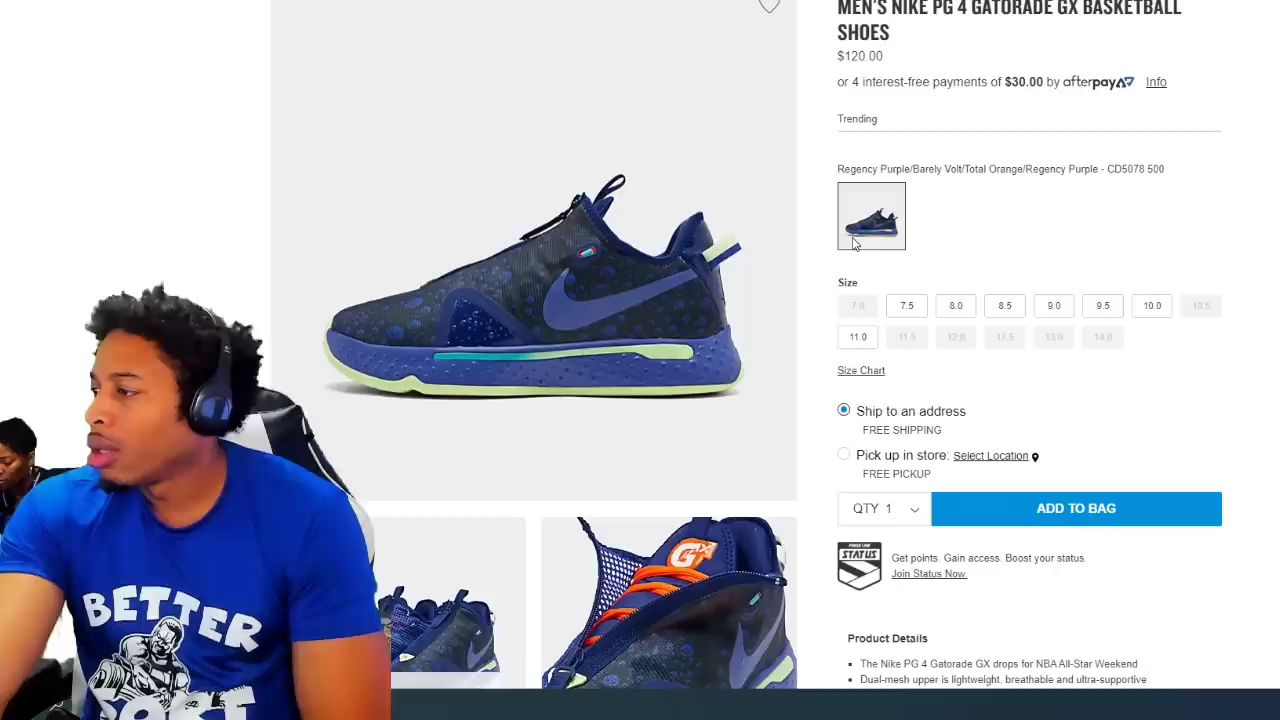 MEN'S NIKE PG 4 GATORADE GX BASKETBALL
SHOES
$120.00
or 4 interest-free payments of $30.00 by afterpay Info
Trending
Regency Purple/Barely Volt/Total Orange/Regency Purple - CD5078 500
Size
7.0 7.5 8.0 8.5 9.0 9.5 10.0 10.5
11.0 11.5 12.0 12.5 13.0 14.0
Size Chart
Ship to an address
FREE SHIPPING
Pick up in store: Select Location
FREE PICKUP
QTY 1
ADD TO BAG
STATUS
Get points. Gain access. Boost your status.
Join Status Now.
Product Details
The Nike PG 4 Gatorade GX drops for NBA All-Star Weekend
Dual-mesh upper is lightweight, breathable and ultra-supportive
Gx
BETTER